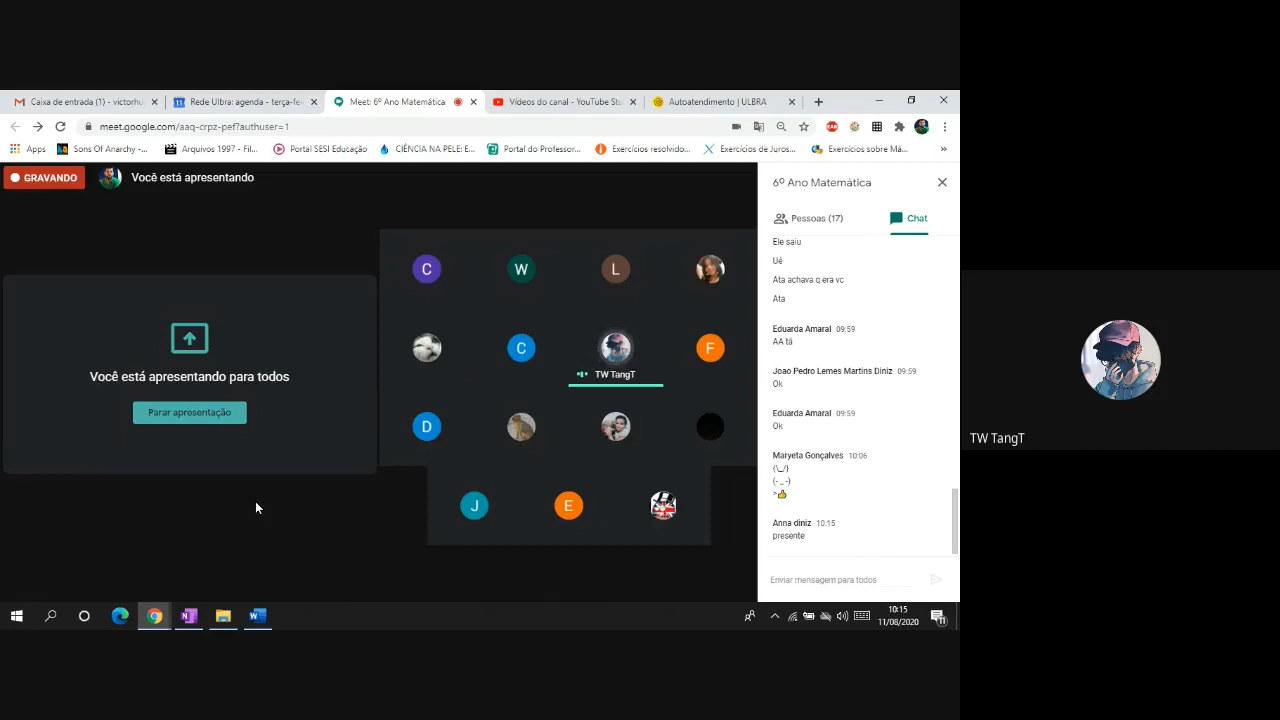 Caixa de entrada (1) - victorhu
Rede Ulbra: agenda - terça-fe
Meet: 6º Ano Matemática
Vídeos do canal - YouTube Stu
Autoatendimento | ULBRA
meet.google.com/aaq-crpz-pef?authuser=1
Apps
Sons Of Anarchy -...
Arquivos 1997 - Fil...
Portal SESI Educação
CIÊNCIA NA PELE: E...
Portal do Professor...
Exercícios resolvido...
Exercícios de Juros...
Exercícios sobre Má...
»
GRAVANDO
Você está apresentando
6º Ano Matemática
Pessoas (17)
Chat
Você está apresentando para todos
Parar apresentação
C
W
L
C
TW TangT
F
D
J
E
Ele saiu
Ué
Ata achava q era vc
Ata
Eduarda Amaral 09:59
AA tá
Joao Pedro Lemes Martins Diniz 09:59
Ok
Eduarda Amaral 09:59
Ok
Maryeta Gonçalves 10:06
{\_/}
(- _ -)
>👍
Anna diniz 10:15
presente
Enviar mensagem para todos
10:15
11/08/2020
TW TangT